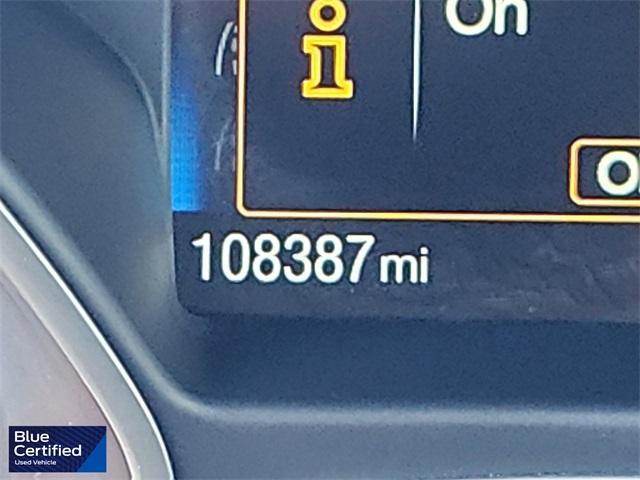 On
108387 mi
Blue
Certified
Used Vehicle